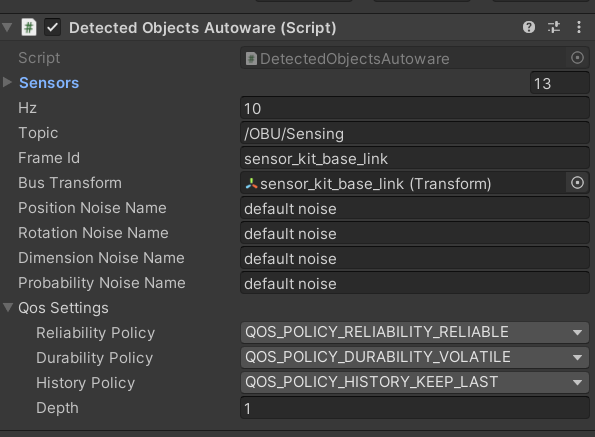 Detected Objects Autoware (Script)
Script DetectedObjectsAutoware
Sensors 13
Hz 10
Topic /OBU/Sensing
Frame Id sensor_kit_base_link
Bus Transform sensor_kit_base_link (Transform)
Position Noise Name default noise
Rotation Noise Name default noise
Dimension Noise Name default noise
Probability Noise Name default noise
Qos Settings
Reliability Policy QOS_POLICY_RELIABILITY_RELIABLE
Durability Policy QOS_POLICY_DURABILITY_VOLATILE
History Policy QOS_POLICY_HISTORY_KEEP_LAST
Depth 1